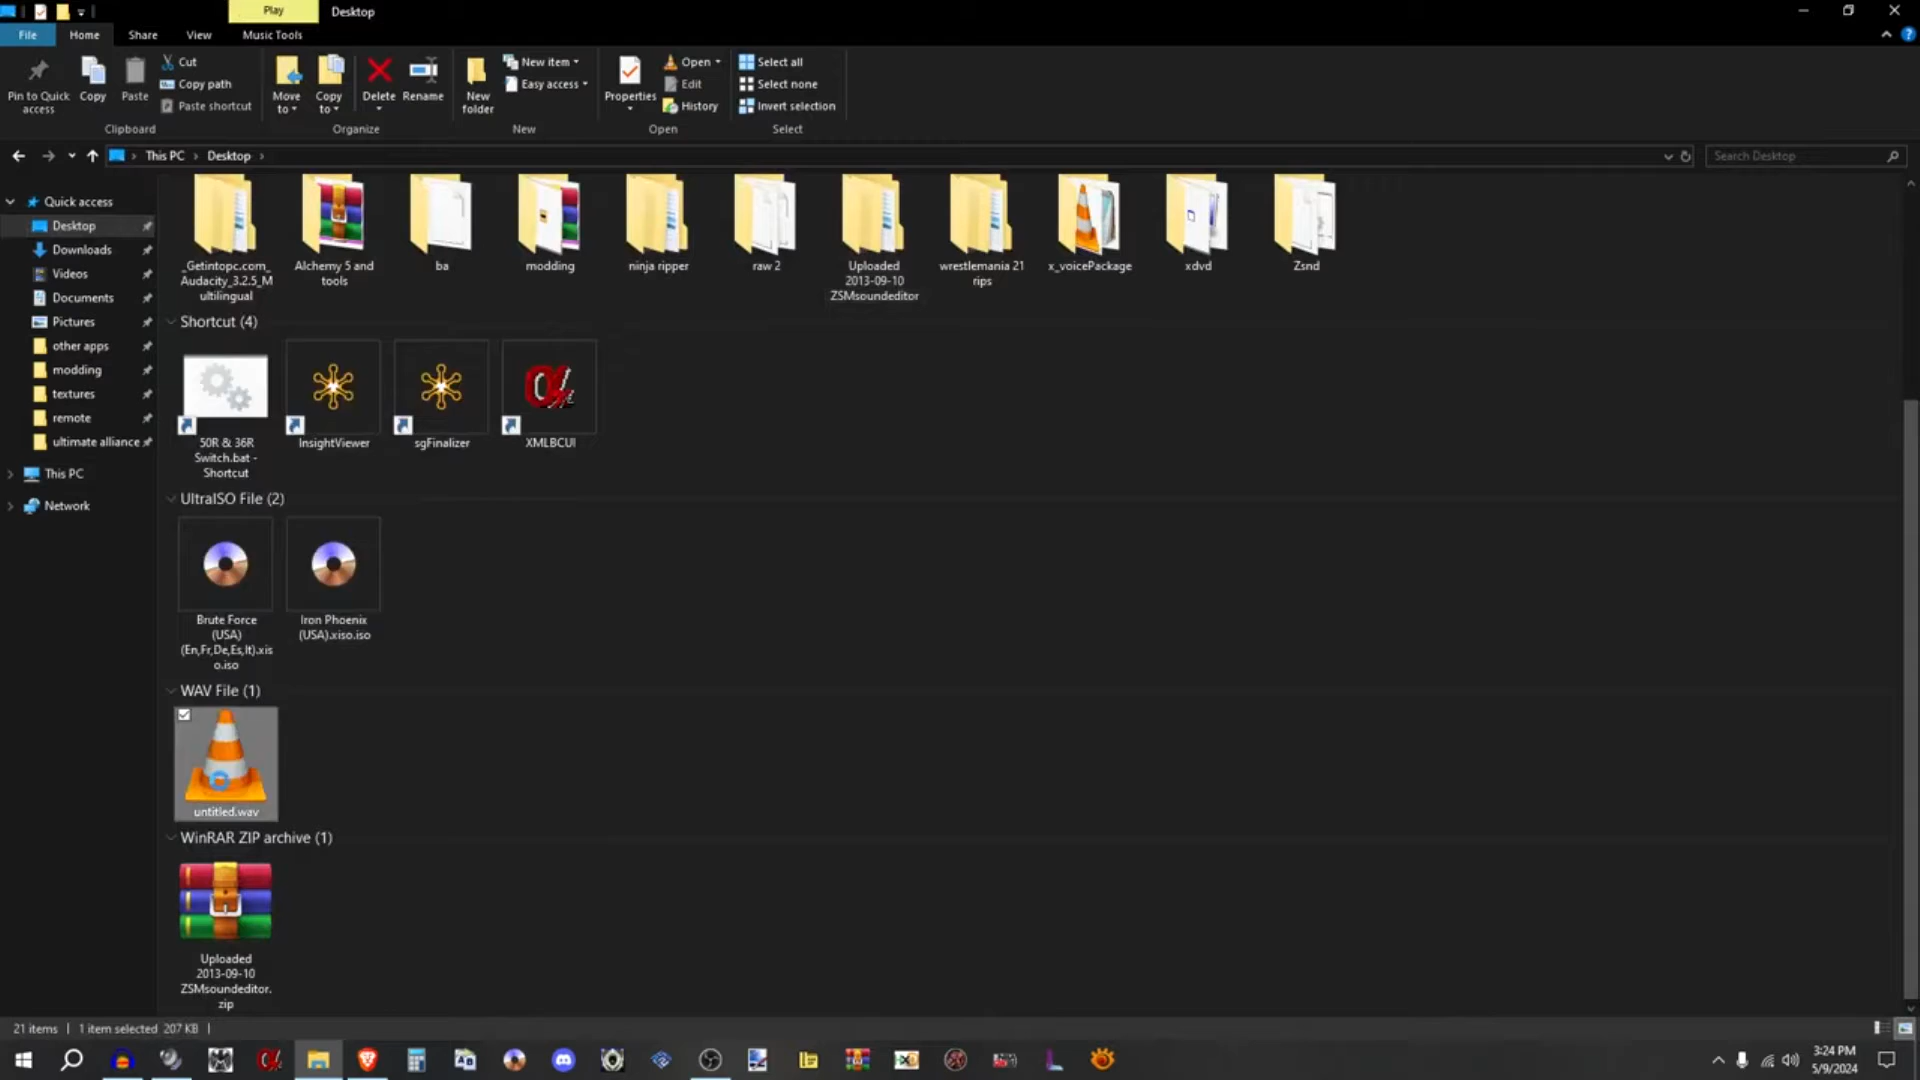 Play
Desktop
File
Home
Share
View
Music Tools
Pin to Quick access
Copy
Paste
Cut
Copy path
Paste shortcut
Move to
Copy to
Delete
Rename
New folder
New item
Easy access
Properties
Open
Edit
History
Select all
Select none
Invert selection
Clipboard
Organize
New
Open
Select
This PC
Desktop
Search Desktop
Quick access
Desktop
Downloads
Videos
Documents
Pictures
other apps
modding
textures
remote
ultimate alliance
This PC
Network
_Getintopc.com_
Audacity_3.2.5_M
ultilingual
Alchemy 5 and
tools
ba
modding
ninja ripper
raw 2
Uploaded
2013-09-10
ZSMsoundeditor
wrestlemania 21
rips
x_voicePackage
xdvd
Zsnd
Shortcut (4)
50R & 36R
Switch.bat -
Shortcut
InsightViewer
sgFinalizer
XMLBCUI
UltraISO File (2)
Brute Force
(USA)
(En,Fr,De,Es,It).xis
o.iso
Iron Phoenix
(USA).xiso.iso
WAV File (1)
untitled.wav
WinRAR ZIP archive (1)
Uploaded
2013-09-10
ZSMsoundeditor.
zip
21 items
1 item selected 207 KB
3:24 PM
5/9/2024